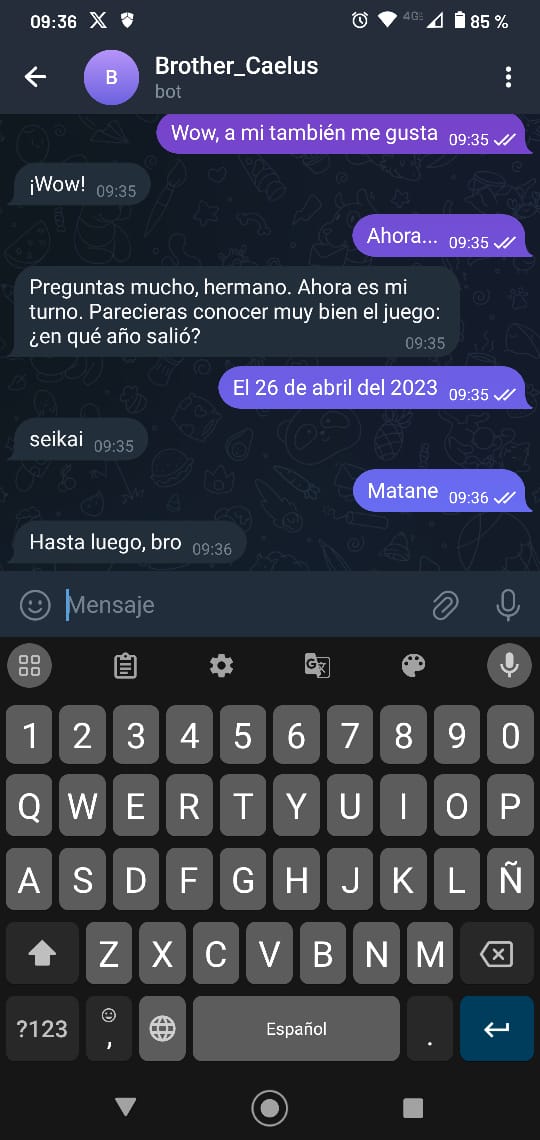 09:36
4G
85 %
B
Brother_Caelus
bot
Wow, a mi también me gusta 09:35
¡Wow! 09:35
Ahora... 09:35
Preguntas mucho, hermano. Ahora es mi
turno. Parecieras conocer muy bien el juego:
¿en qué año salió? 09:35
El 26 de abril del 2023 09:35
seikai 09:35
Matane 09:36
Hasta luego, bro 09:36
Mensaje
1 2 3 4 5 6 7 8 9 0
Q W E R T Y U I O P
A S D F G H J K L Ñ
Z X C V B N M
?123 , Español .